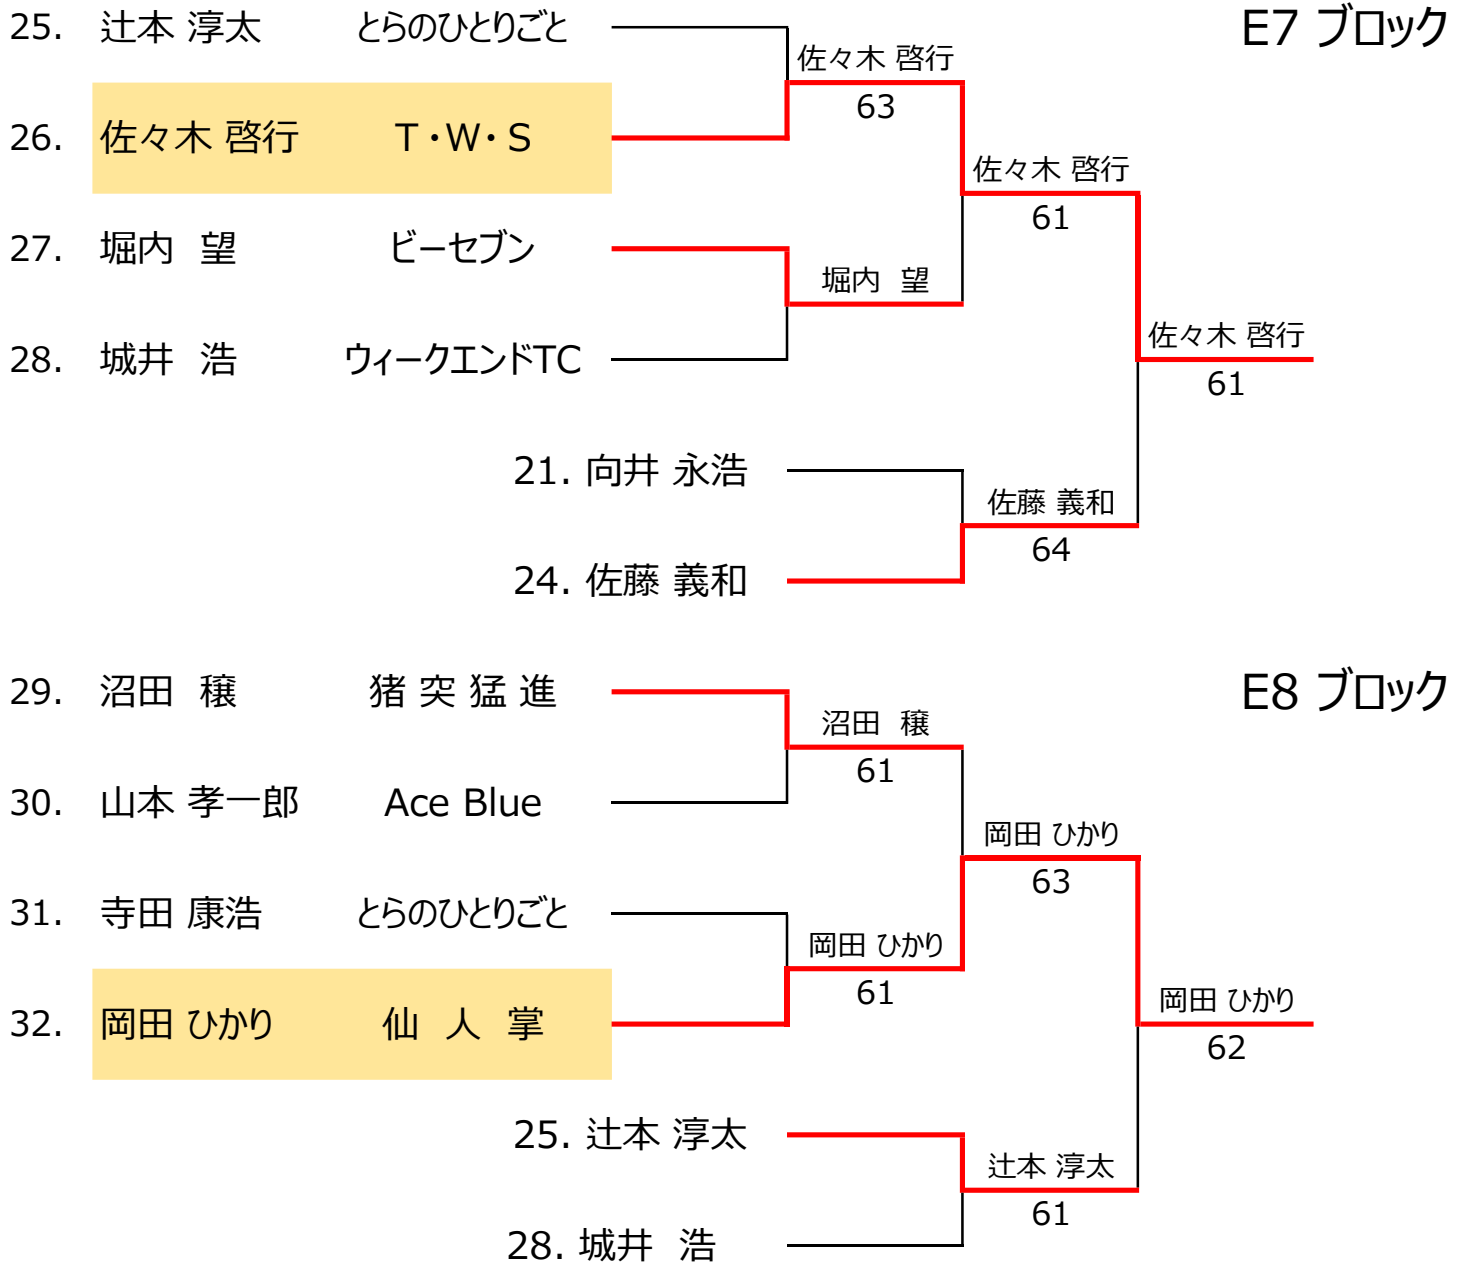 25. 辻本 淳太 とらのひとりごと
E7 ブロック
佐々木 啓行
63
26. 佐々木 啓行 T・W・S
佐々木 啓行
61
27. 堀内 望 ビーセブン
堀内 望
佐々木 啓行
61
28. 城井 浩 ウィークエンドTC
21. 向井 永浩
佐藤 義和
64
24. 佐藤 義和
29. 沼田 穣 猪突猛進
E8 ブロック
沼田 穣
61
30. 山本 孝一郎 Ace Blue
岡田 ひかり
63
31. 寺田 康浩 とらのひとりごと
岡田 ひかり
61
32. 岡田 ひかり 仙人掌
岡田 ひかり
62
25. 辻本 淳太
辻本 淳太
61
28. 城井 浩